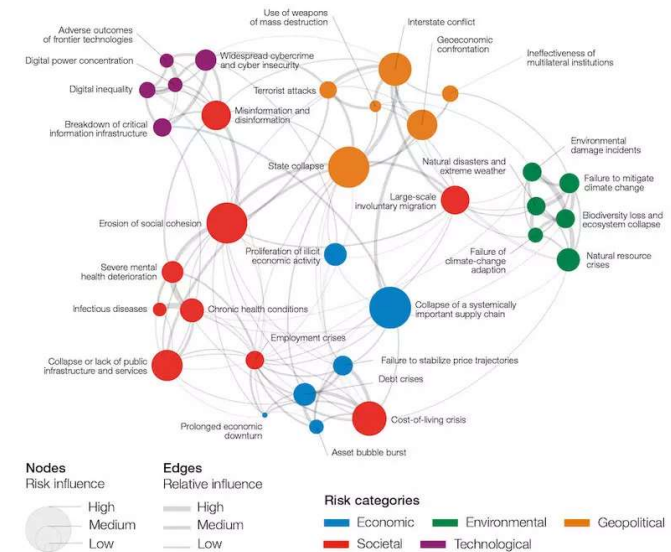 Use of weapons
of mass destruction
Interstate conflict
Adverse outcomes
of frontier technologies
Geoeconomic
confrontation
Digital power concentration
Widespread cybercrime
and cyber insecurity
Ineffectiveness of
multilateral institutions
Digital inequality
Terrorist attacks
Misinformation and
disinformation
Breakdown of critical
information infrastructure
Environmental
damage incidents
State collapse
Natural disasters and
extreme weather
Failure to mitigate
climate change
Large-scale
involuntary migration
Biodiversity loss and
ecosystem collapse
Erosion of social cohesion
Proliferation of illicit
economic activity
Failure of
climate-change
adaption
Natural resource
crises
Severe mental
health deterioration
Infectious diseases
Chronic health conditions
Collapse of a systemically
important supply chain
Employment crises
Collapse or lack of public
infrastructure and services
Failure to stabilize price trajectories
Debt crises
Prolonged economic
downturn
Cost-of-living crisis
Asset bubble burst
Nodes
Risk influence
High
Medium
Low
Edges
Relative influence
High
Medium
Low
Risk categories
Economic
Environmental
Geopolitical
Societal
Technological